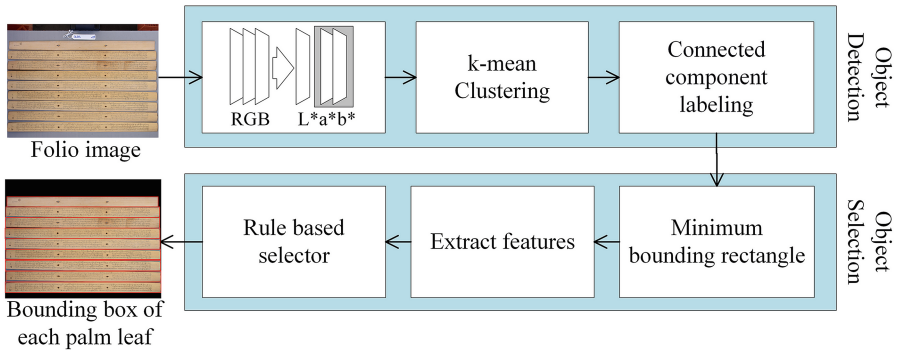 Folio image
RGB
L*a*b*
k-mean
Clustering
Connected
component
labeling
Object
Detection
Minimum
bounding rectangle
Extract features
Rule based
selector
Object
Selection
Bounding box of
each palm leaf